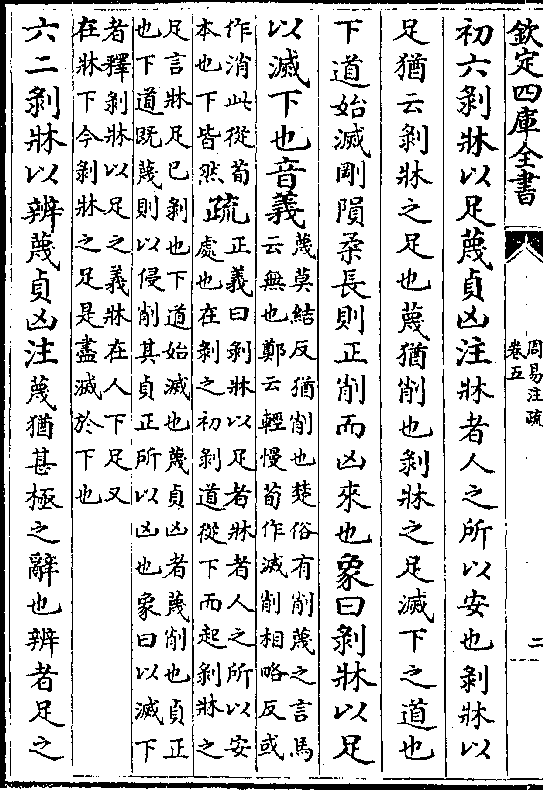 欽定四庫全書
周易注疏
卷五
二
初六剝牀以足蔑貞凶注牀者人之所以安也剝牀以
足猶云剝牀之足也蔑猶削也剝牀之足滅下之道也
下道始滅剛隕柔長則正削而凶來也象曰剝牀以足
以滅下也音義
蔑莫結反猶削也楚俗有削蔑之言馬
云無也鄭云輕慢荀作滅削相略反或
作消此從荀
本也下皆然
疏
正義曰剝牀以足者牀者人之所以安
處也在剝之初剝道從下而起剝牀之
足言牀足已剝也下道始滅也蔑貞凶者蔑削也貞正
也下道既蔑則以侵削其貞正所以凶也象曰以滅下
者釋剝牀以足之義牀在人下足又
在牀下今剝牀之足是盡滅於下也
六二剝牀以辨蔑貞凶注蔑猶甚極之辭也辨者足之